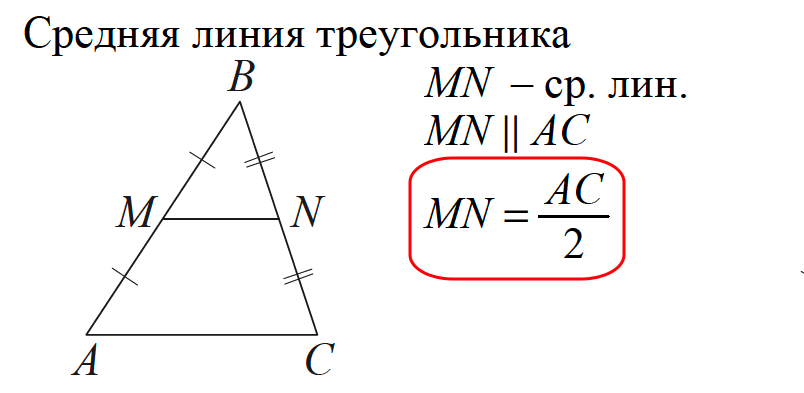 Средняя линия треугольника
B
MN – ср. лин.
MN || AC
M
N
MN = AC/2
A
C